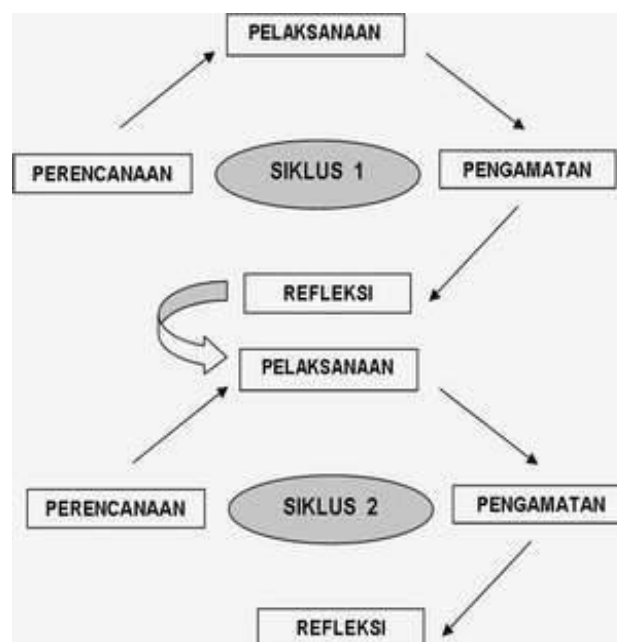 PELAKSANAAN
PERENCANAAN
SIKLUS 1
PENGAMATAN
REFLEKSI
PELAKSANAAN
PERENCANAAN
SIKLUS 2
PENGAMATAN
REFLEKSI